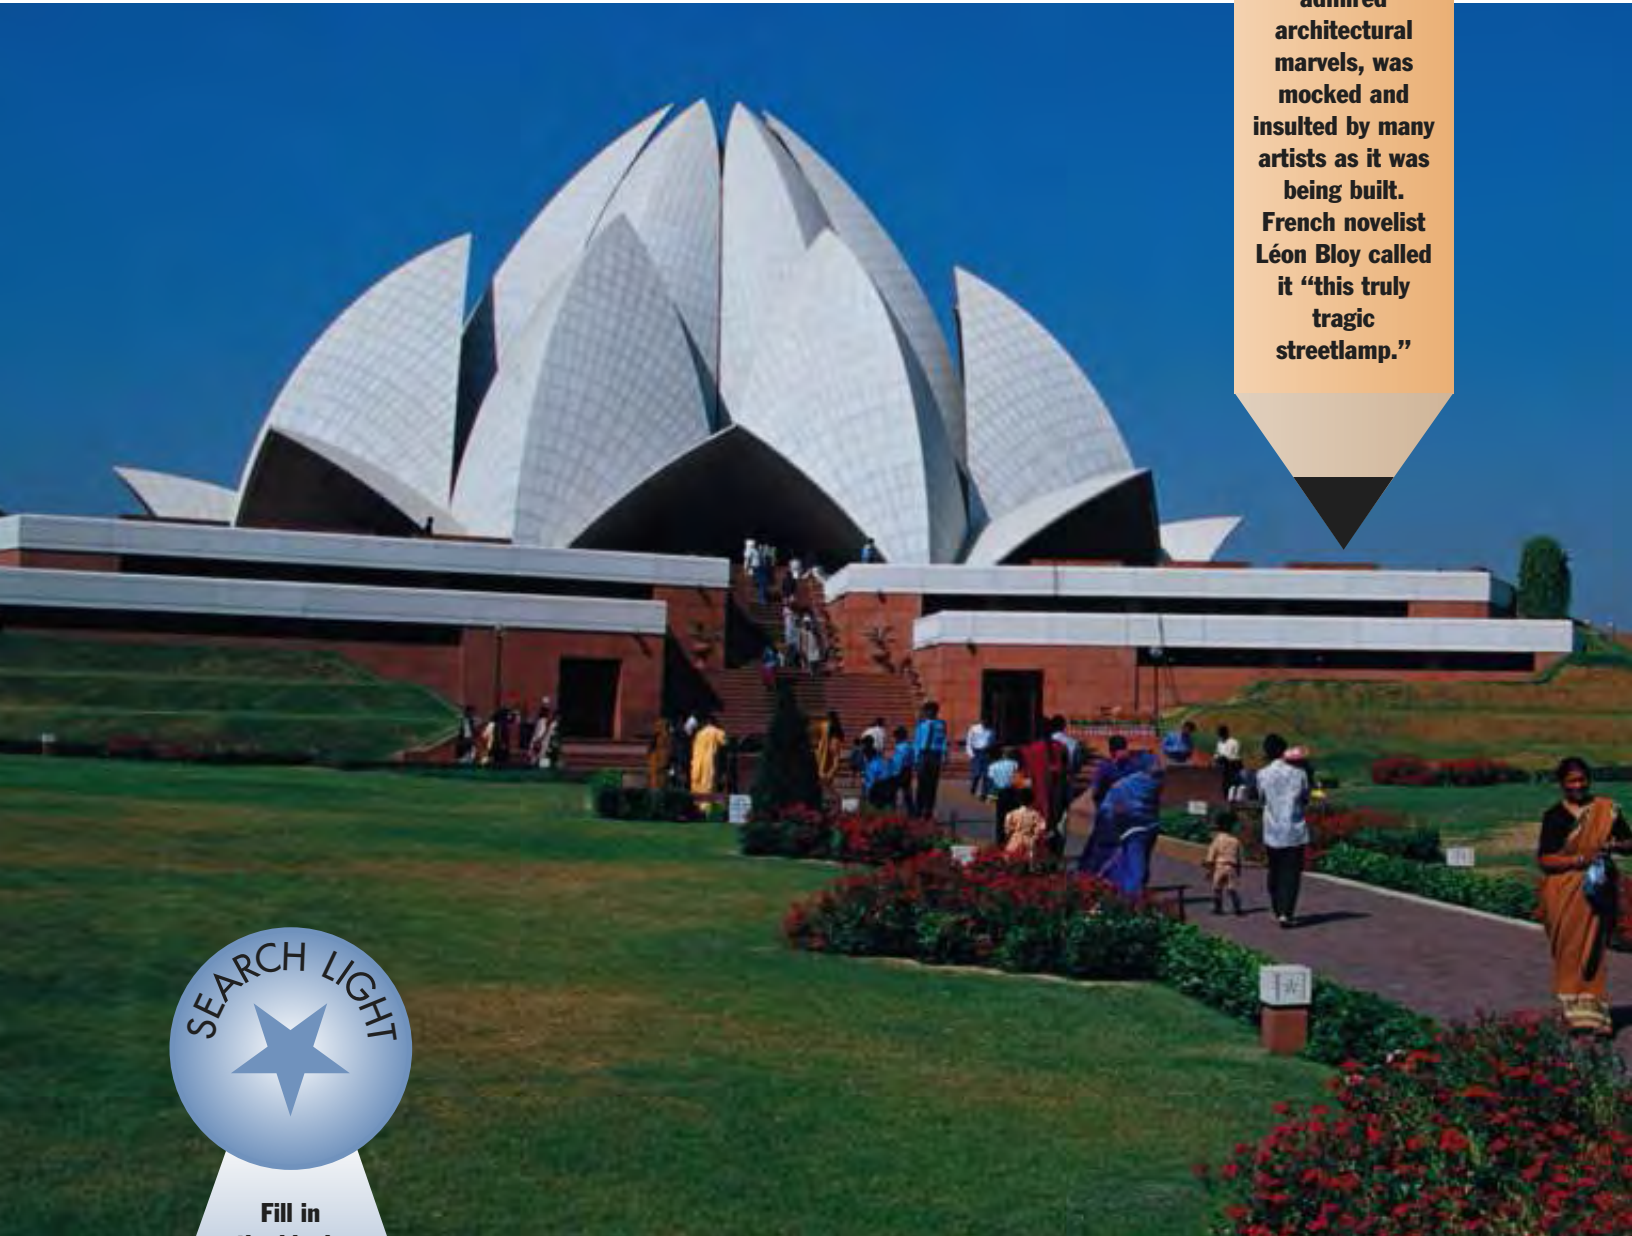 admired
architectural
marvels, was
mocked and
insulted by many
artists as it was
being built.
French novelist
Léon Bloy called
it “this truly
tragic
streetlamp.”
SEARCH LIGHT
Fill in